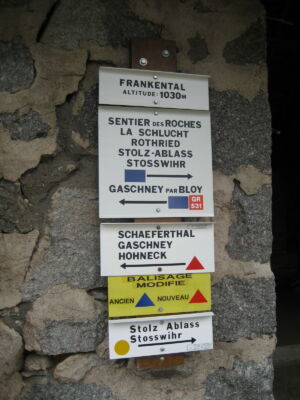 FRANKENTAL
ALTITUDE: 1030M
SENTIER DES ROCHES
LA SCHLUCHT
ROTHRIED
STOLZ-ABLASS
STOSSWIHR
GASCHNEY PAR BLOY
GR
531
SCHAEFERTHAL
GASCHNEY
HOHNECK
BALISAGE
MODIFIE
ANCIEN NOUVEAU
Stolz Ablass
Stosswihr